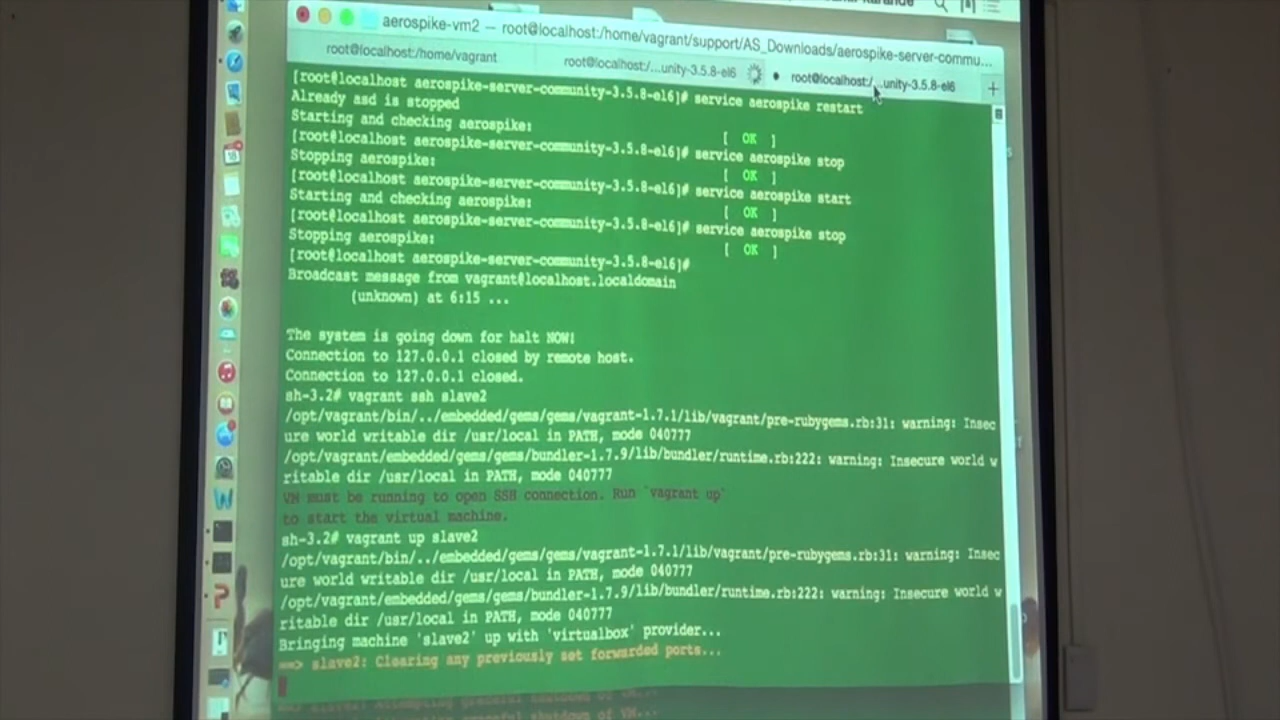 aerospike-vm2 — root@localhost:/home/vagrant/support/AS_Downloads/aerospike-server-commu...
root@localhost:/home/vagrant
root@localhost:/...unity-3.5.8-el6
root@localhost:/...unity-3.5.8-el6
[root@localhost aerospike-server-community-3.5.8-el6]# service aerospike restart
Already asd is stopped
Starting and checking aerospike: [ OK ]
[root@localhost aerospike-server-community-3.5.8-el6]# service aerospike stop
Stopping aerospike: [ OK ]
[root@localhost aerospike-server-community-3.5.8-el6]# service aerospike start
Starting and checking aerospike: [ OK ]
[root@localhost aerospike-server-community-3.5.8-el6]# service aerospike stop
Stopping aerospike: [ OK ]
[root@localhost aerospike-server-community-3.5.8-el6]#
Broadcast message from vagrant@localhost.localdomain
(unknown) at 6:15 ...
The system is going down for halt NOW!
Connection to 127.0.0.1 closed by remote host.
Connection to 127.0.0.1 closed.
sh-3.2# vagrant ssh slave2
/opt/vagrant/bin/../embedded/gems/gems/vagrant-1.7.1/lib/vagrant/pre-rubygems.rb:31: warning: Insec
ure world writable dir /usr/local in PATH, mode 040777
/opt/vagrant/embedded/gems/gems/bundler-1.7.9/lib/bundler/runtime.rb:222: warning: Insecure world w
ritable dir /usr/local in PATH, mode 040777
VM must be running to open SSH connection. Run `vagrant up`
to start the virtual machine.
sh-3.2# vagrant up slave2
/opt/vagrant/bin/../embedded/gems/gems/vagrant-1.7.1/lib/vagrant/pre-rubygems.rb:31: warning: Insec
ure world writable dir /usr/local in PATH, mode 040777
/opt/vagrant/embedded/gems/gems/bundler-1.7.9/lib/bundler/runtime.rb:222: warning: Insecure world w
ritable dir /usr/local in PATH, mode 040777
Bringing machine 'slave2' up with 'virtualbox' provider...
==> slave2: Clearing any previously set forwarded ports...